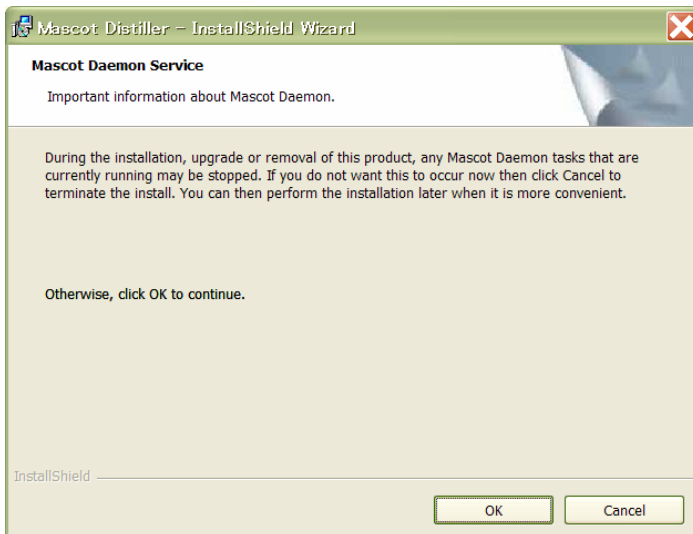 Mascot Distiller - InstallShield Wizard
Mascot Daemon Service
Important information about Mascot Daemon.
During the installation, upgrade or removal of this product, any Mascot Daemon tasks that are
currently running may be stopped. If you do not want this to occur now then click Cancel to
terminate the install. You can then perform the installation later when it is more convenient.
Otherwise, click OK to continue.
InstallShield
OK
Cancel